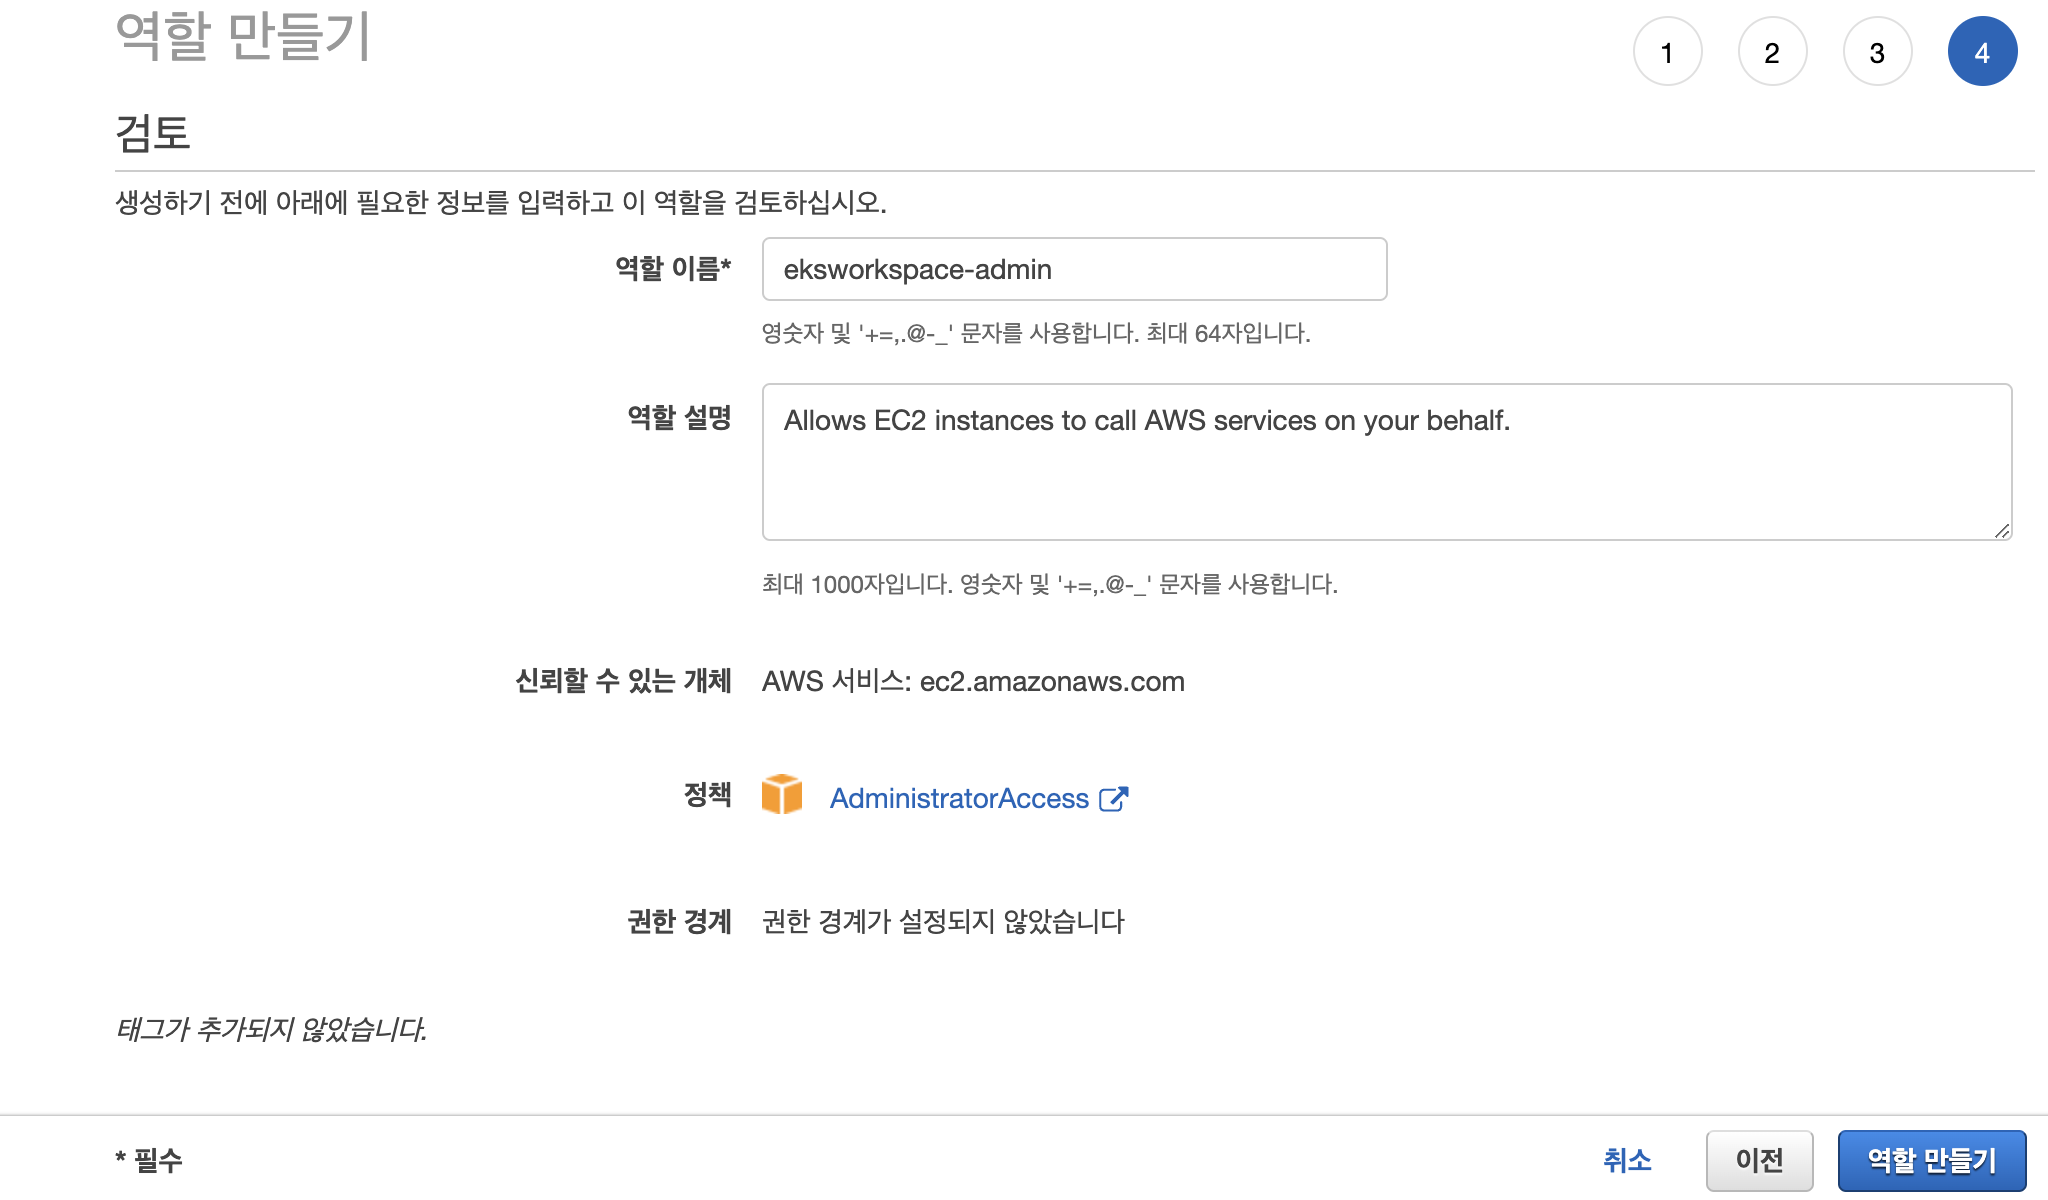 역할 만들기
1 2 3 4
검토
생성하기 전에 아래에 필요한 정보를 입력하고 이 역할을 검토하십시오.
역할 이름* eksworkspace-admin
영숫자 및 '+=,.@-_' 문자를 사용합니다. 최대 64자입니다.
역할 설명 Allows EC2 instances to call AWS services on your behalf.
최대 1000자입니다. 영숫자 및 '+=,.@-_' 문자를 사용합니다.
신뢰할 수 있는 개체 AWS 서비스: ec2.amazonaws.com
정책 AdministratorAccess
권한 경계 권한 경계가 설정되지 않았습니다
태그가 추가되지 않았습니다.
* 필수 취소 이전 역할 만들기